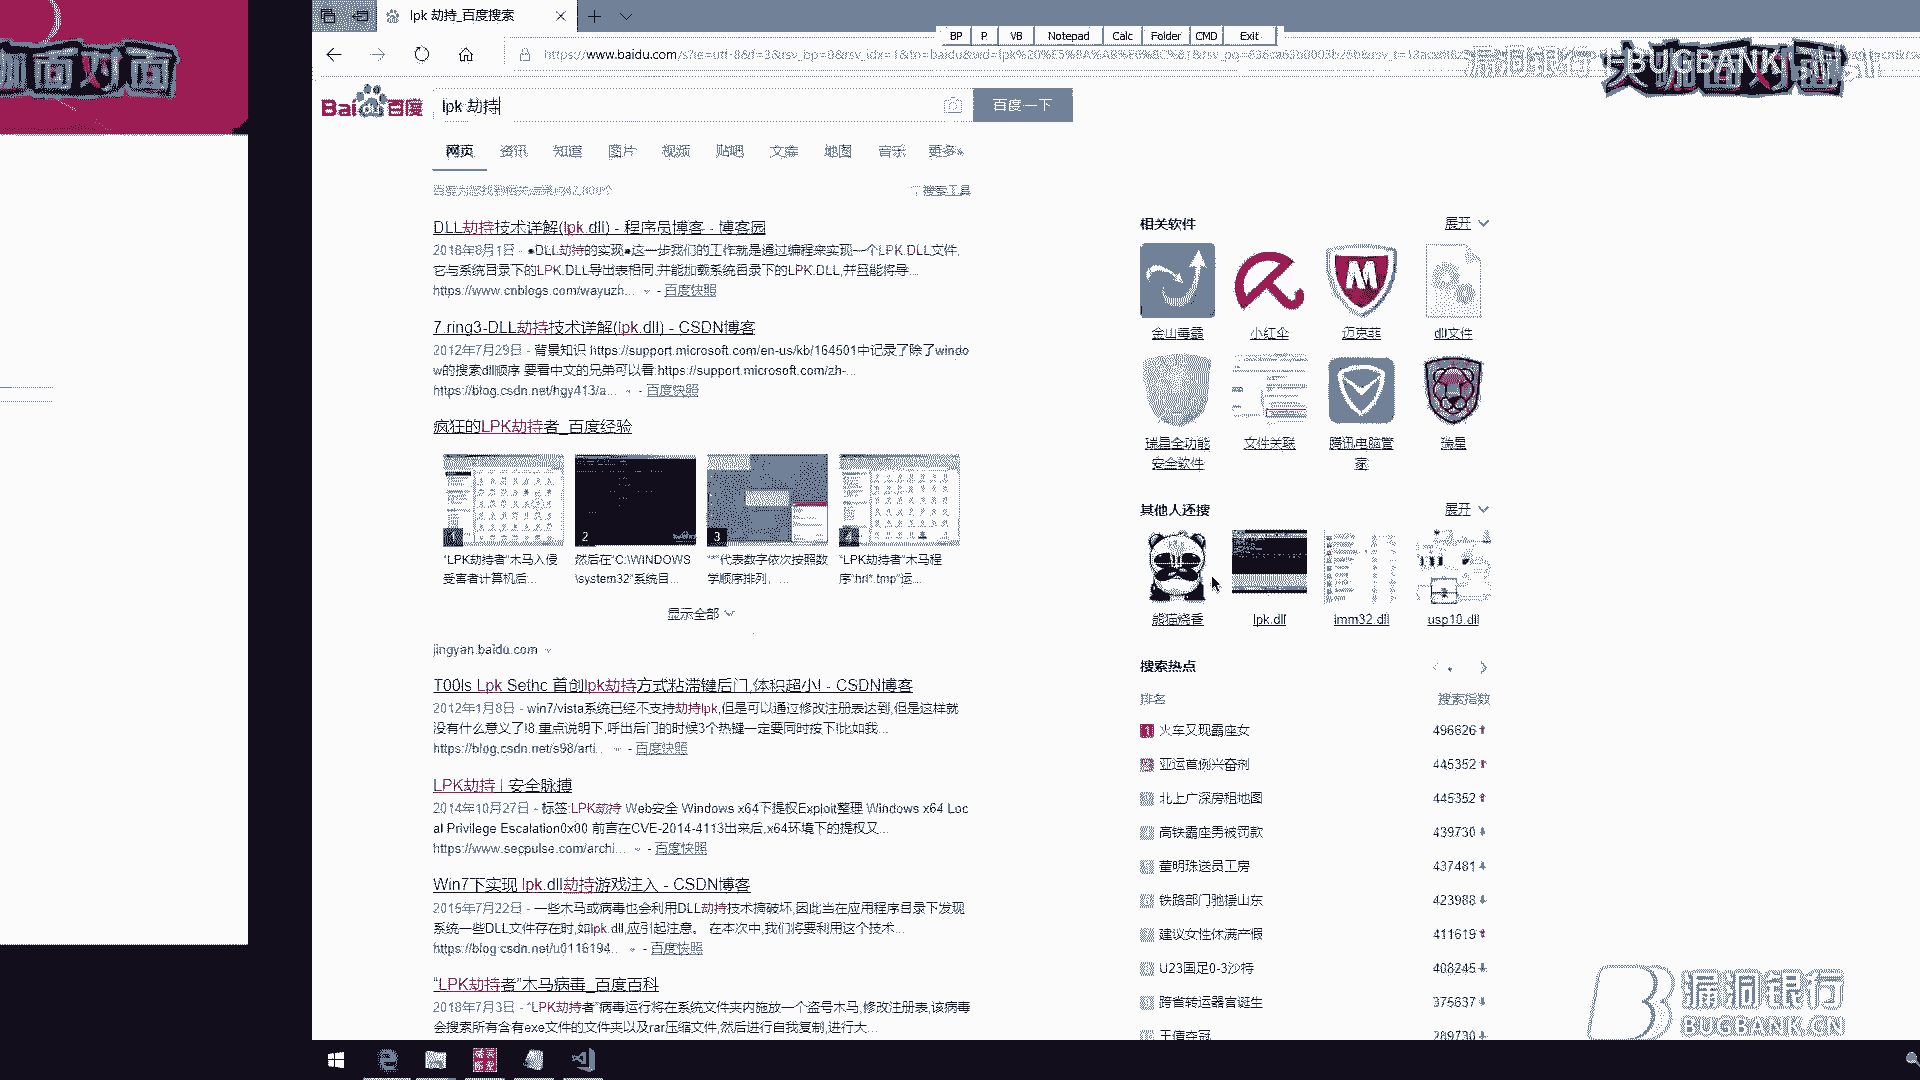 面对面
lpk 劫持_百度搜索
BP P. VB Notepad Calc Folder CMD Exit
https://www.baidu.com/s?ie=utf-8&f=3&rsv_bp=0&rsv_idx=1&tn=baidu&wd=lpk%20%E5%8A%AB%E6%8C%81&rsv_pq=
漏洞银行 BUGBANK
大咖面对面
Bai 百度
lpk 劫持
百度一下
网页 资讯 知道 图片 视频 贴吧 文库 地图 音乐 更多»
搜索工具
DLL劫持技术详解(lpk.dll) - 程序员博客 - 博客园
2018年8月1日 - ●DLL劫持的实现●这一步我们的工作就是通过编程来实现一个LPK.DLL文件,
它与系统目录下的LPK.DLL导出表相同,并能加载系统目录下的LPK.DLL,并且能将导...
https://www.cnblogs.com/wayuzh... - 百度快照
7.ring3-DLL劫持技术详解(lpk.dll) - CSDN博客
2012年7月29日 - 背景知识 https://support.microsoft.com/en-us/kb/164501中记录了除了windo
w的搜索dll顺序 要看中文的兄弟可以看:https://support.microsoft.com/zh-...
https://blog.csdn.net/hgy413/a... - 百度快照
疯狂的LPK劫持者_百度经验
1 2 3 4
“LPK劫持者”木马入侵
受害者计算机后...
然后在“C:\WINDOWS
\system32”系统目...
“*”代表数字依次按照数
学顺序排列，...
“LPK劫持者”木马程
序“hrl*.tmp”运...
显示全部
jingyan.baidu.com
T00ls Lpk Sethc 首创lpk劫持方式粘滞键后门,体积超小! - CSDN博客
2012年1月8日 - win7/vista系统已经不支持劫持lpk,但是可以通过修改注册表达到,但是这样就
没有什么意义了!8.重点说明下,呼出后门的时候3个热键一定要同时按下!比如我...
https://blog.csdn.net/s98/arti... - 百度快照
LPK劫持 | 安全脉搏
2014年10月27日 - 标签:LPK劫持 Web安全 Windows x64下提权Exploit整理 Windows x64 Loc
al Privilege Escalation0x00 前言在CVE-2014-4113出来后,x64环境下的提权又...
https://www.secpulse.com/archi... - 百度快照
Win7下实现 lpk.dll劫持游戏注入 - CSDN博客
2015年7月22日 - 一些木马或病毒也会利用DLL劫持技术搞破坏,因此当在应用程序目录下发现
系统一些DLL文件存在时,如lpk.dll,应引起注意。 在本次中,我们将要利用这个技术...
https://blog.csdn.net/u0116194... - 百度快照
“LPK劫持者”木马病毒_百度百科
2018年7月3日 - “LPK劫持者”病毒运行将在系统文件夹内施放一个盗号木马,修改注册表,该病毒
会搜索所有含有exe文件的文件夹以及rar压缩文件,然后进行自我复制,进行大...
相关软件 展开
金山毒霸 小红伞 迈克菲 dll文件
瑞星全功能
安全软件
文件关联
腾讯电脑管
家
瑞星
其他人还搜 展开
熊猫烧香 lpk.dll imm32.dll usp10.dll
搜索热点
排名 搜索指数
1 火车又现霸座女 496626
亚运首例兴奋剂 445352
北上广深房租地图 445352
高铁霸座男被罚款 439730
董明珠送员工房 437481
铁路部门驰援山东 423988
建议女性休满产假 411619
U23国足0-3沙特 408245
跨省转运器官诞生 375637
王倩夺冠 289730
漏洞银行
BUGBANK.CN